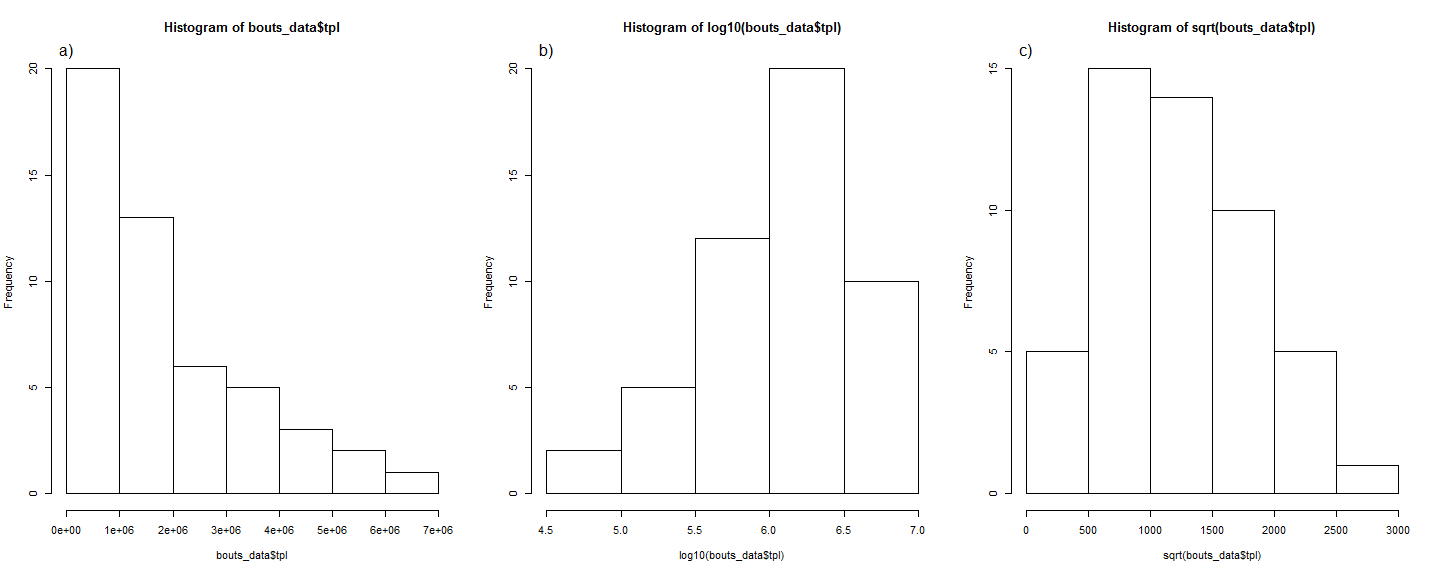 Histogram of bouts_data$tpl
a)
20
15
10
5
0
Frequency
0e+00 1e+06 2e+06 3e+06 4e+06 5e+06 6e+06 7e+06
bouts_data$tpl
Histogram of log10(bouts_data$tpl)
b)
20
15
10
5
0
Frequency
4.5 5.0 5.5 6.0 6.5 7.0
log10(bouts_data$tpl)
Histogram of sqrt(bouts_data$tpl)
c)
15
10
5
0
Frequency
0 500 1000 1500 2000 2500 3000
sqrt(bouts_data$tpl)